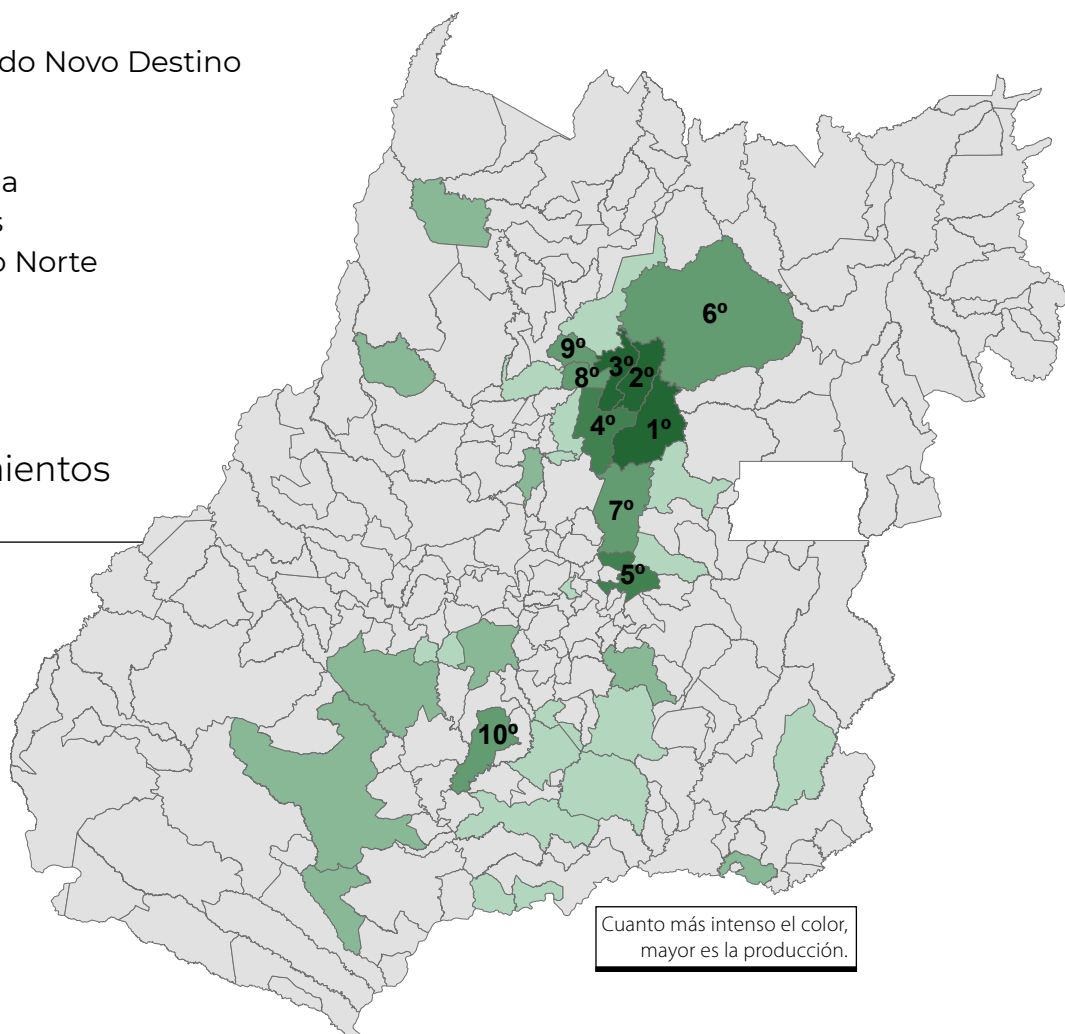 do Novo Destino
a
s
o Norte
mientos
6º
9º
3º
8º
2º
4º
1º
7º
5º
10º
Cuanto más intenso el color,
mayor es la producción.